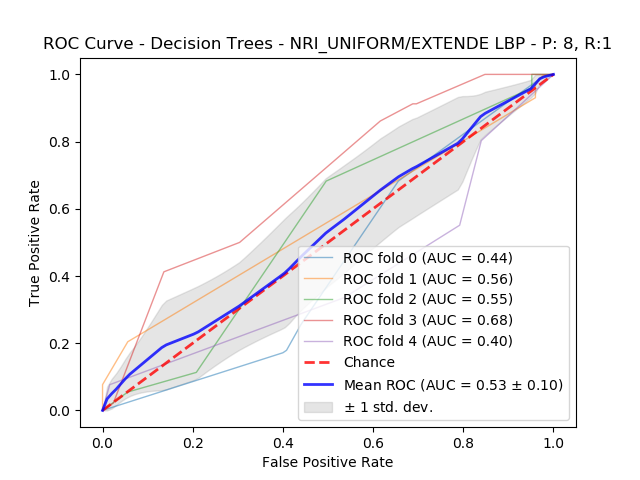 ROC Curve - Decision Trees - NRI_UNIFORM/EXTENDE LBP - P: 8, R:1
True Positive Rate
1.0
0.8
0.6
0.4
0.2
0.0
ROC fold 0 (AUC = 0.44)
ROC fold 1 (AUC = 0.56)
ROC fold 2 (AUC = 0.55)
ROC fold 3 (AUC = 0.68)
ROC fold 4 (AUC = 0.40)
Chance
Mean ROC (AUC = 0.53 ± 0.10)
± 1 std. dev.
0.0 0.2 0.4 0.6 0.8 1.0
False Positive Rate